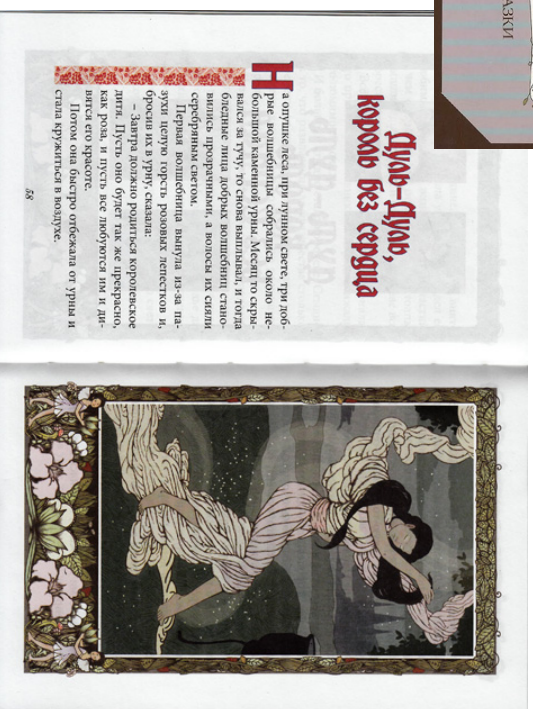 АЗКИ
Дуль-Дуль,
король без сердца
На опушке леса, при лунном свете, три доб-
рые волшебницы собрались около не-
большой каменной урны. Месяц то скры-
вался за тучу, то снова выплывал, и тогда
бледные лица добрых волшебниц стано-
вились прозрачными, а волосы их сияли
серебряным светом.
Первая волшебница вынула из-за па-
зухи целую горсть розовых лепестков и,
бросив их в урну, сказала:
– Завтра должно родиться королевское
дитя. Пусть оно будет так же прекрасно,
как роза, и пусть все любуются им и ди-
вятся его красоте.
Потом она быстро отбежала от урны и
стала кружиться в воздухе.
58